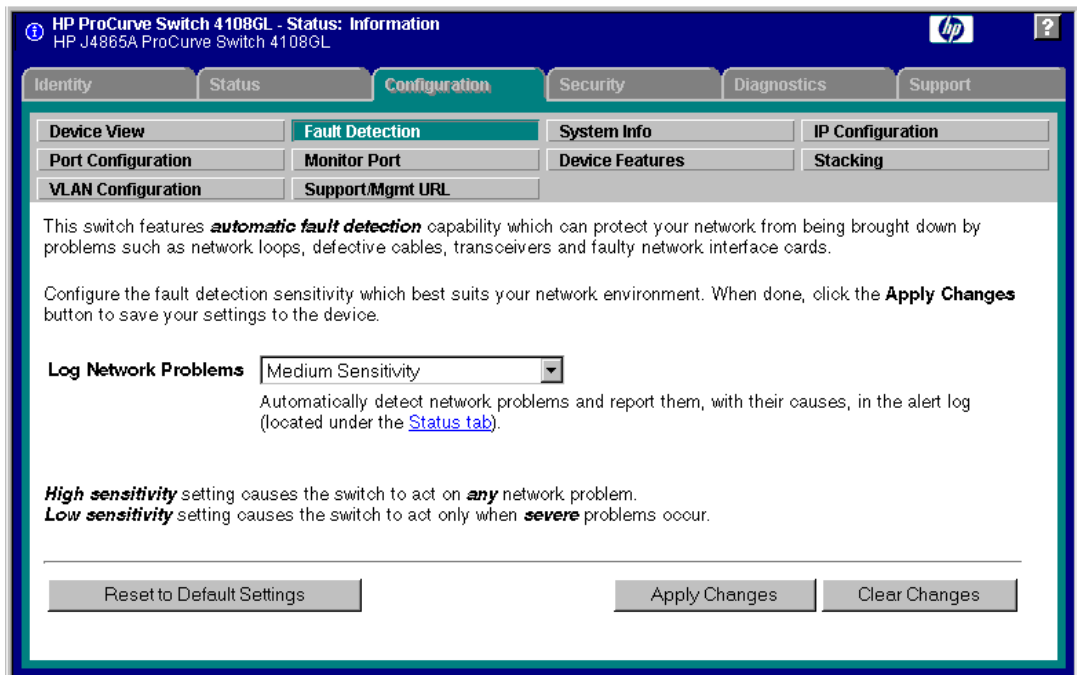 HP ProCurve Switch 4108GL - Status: Information
HP J4865A ProCurve Switch 4108GL
hp
?
Identity Status Configuration Security Diagnostics Support
Device View Fault Detection System Info IP Configuration
Port Configuration Monitor Port Device Features Stacking
VLAN Configuration Support/Mgmt URL
This switch features automatic fault detection capability which can protect your network from being brought down by
problems such as network loops, defective cables, transceivers and faulty network interface cards.
Configure the fault detection sensitivity which best suits your network environment. When done, click the Apply Changes
button to save your settings to the device.
Log Network Problems Medium Sensitivity
Automatically detect network problems and report them, with their causes, in the alert log
(located under the Status tab).
High sensitivity setting causes the switch to act on any network problem.
Low sensitivity setting causes the switch to act only when severe problems occur.
Reset to Default Settings Apply Changes Clear Changes